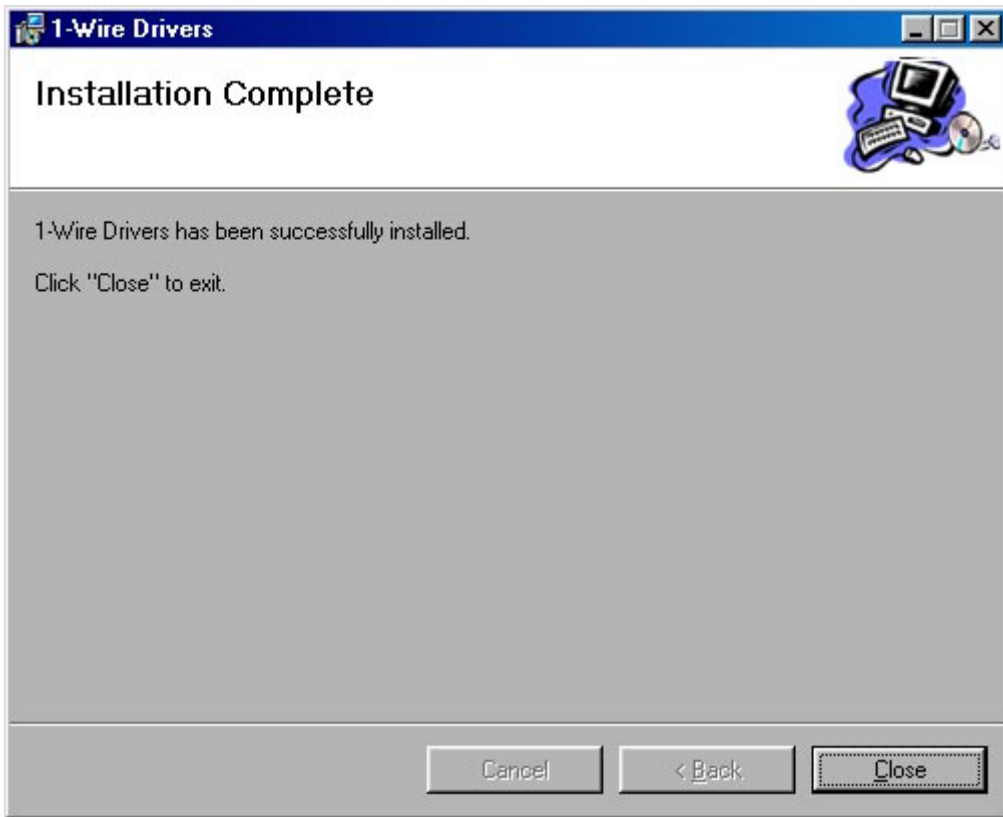 1-Wire Drivers
Installation Complete
1-Wire Drivers has been successfully installed.
Click "Close" to exit.
Cancel
< Back
Close